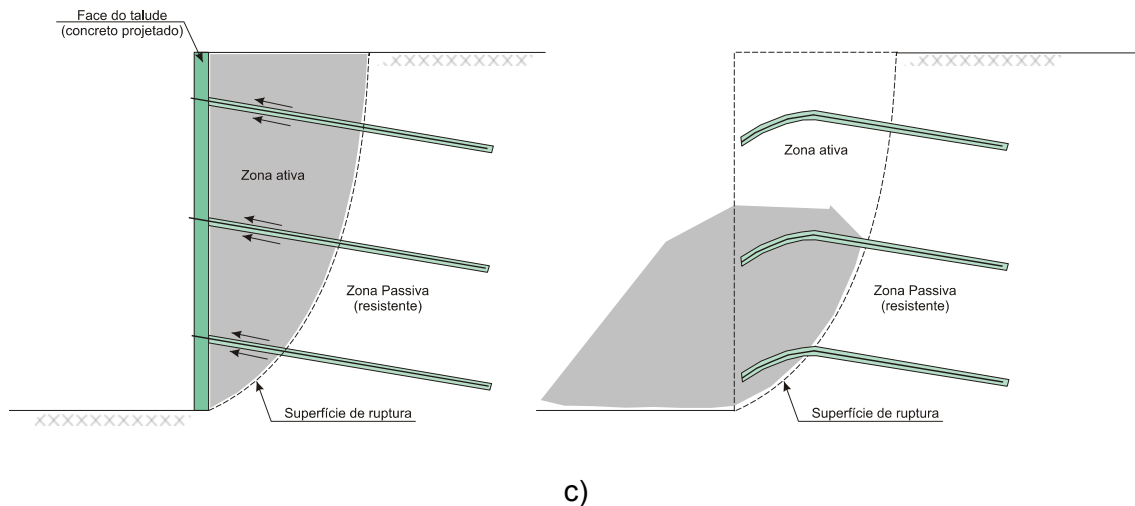 Face do talude
(concreto projetado)
Zona ativa
Zona Passiva
(resistente)
Superfície de ruptura
Zona ativa
Zona Passiva
(resistente)
Superfície de ruptura
c)